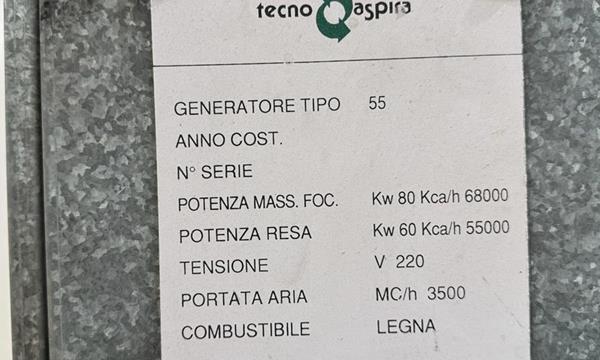 tecno aspira
GENERATORE TIPO 55
ANNO COST.
N° SERIE
POTENZA MASS. FOC. Kw 80 Kca/h 68000
POTENZA RESA Kw 60 Kca/h 55000
TENSIONE V 220
PORTATA ARIA MC/h 3500
COMBUSTIBILE LEGNA